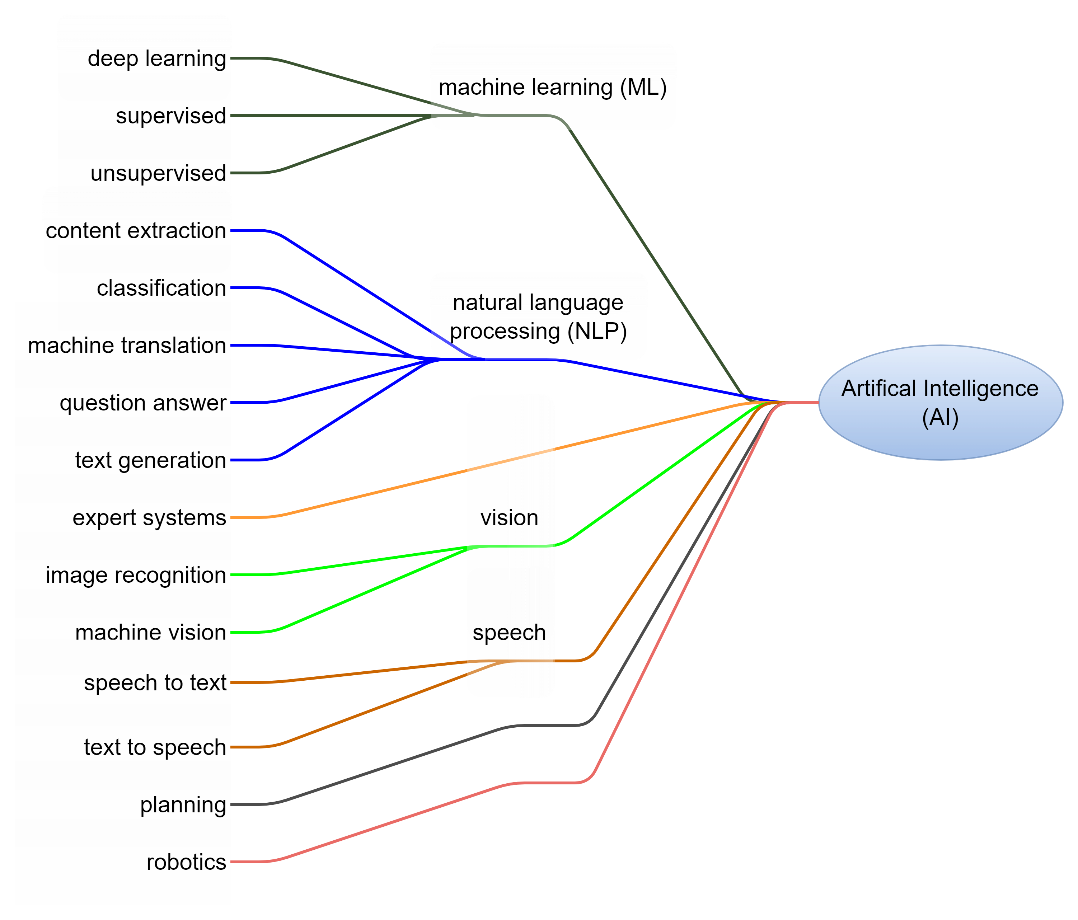 deep learning
machine learning (ML)
supervised
unsupervised
content extraction
classification
natural language
processing (NLP)
machine translation
question answer
text generation
Artifical Intelligence
(AI)
expert systems
vision
image recognition
machine vision
speech
speech to text
text to speech
planning
robotics